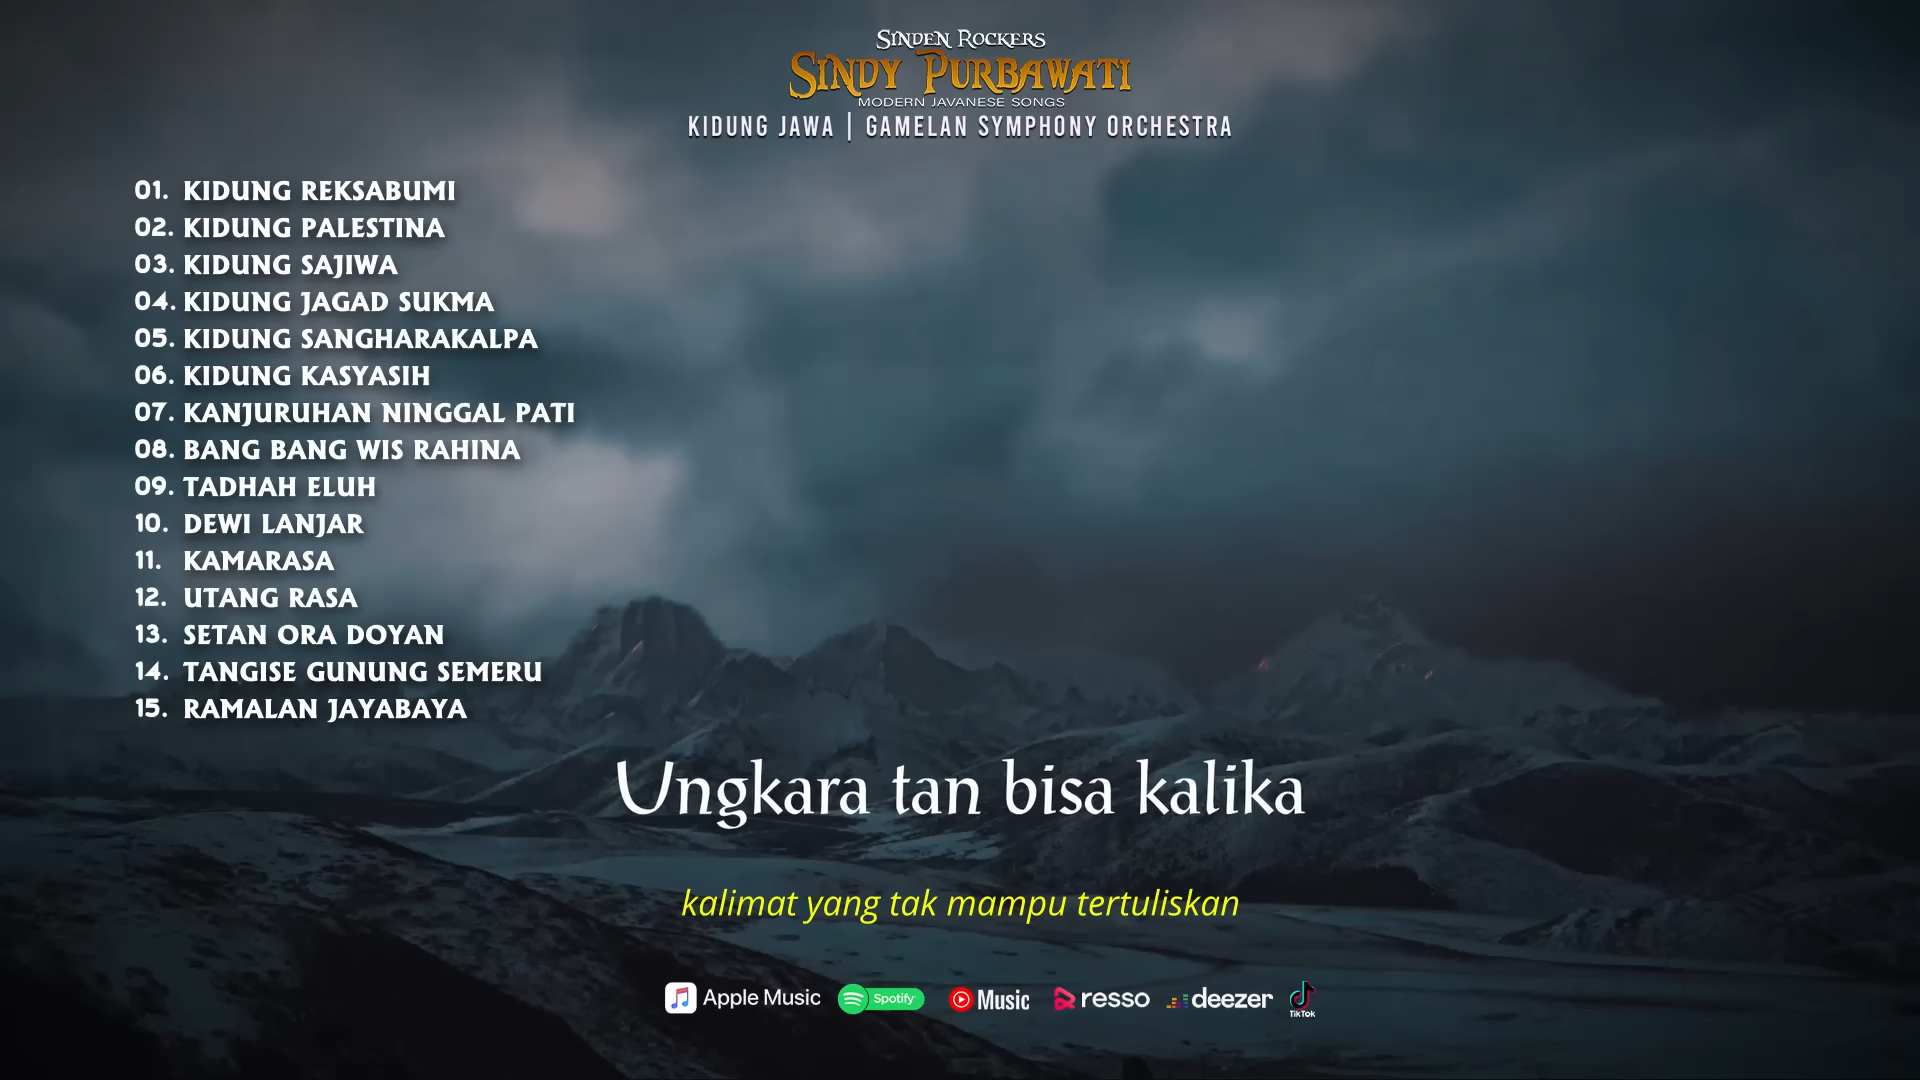 SINDEN ROCKERS
SINDY PURBAWATI
MODERN JAVANESE SONGS
KIDUNG JAWA | GAMELAN SYMPHONY ORCHESTRA
01. KIDUNG REKSABUMI
02. KIDUNG PALESTINA
03. KIDUNG SAJIWA
04. KIDUNG JAGAD SUKMA
05. KIDUNG SANGHARAKALPA
06. KIDUNG KASYASIH
07. KANJURUHAN NINGGAL PATI
08. BANG BANG WIS RAHINA
09. TADHAH ELUH
10. DEWI LANJAR
11. KAMARASA
12. UTANG RASA
13. SETAN ORA DOYAN
14. TANGISE GUNUNG SEMERU
15. RAMALAN JAYABAYA
Ungkara tan bisa kalika
kalimat yang tak mampu tertuliskan
Apple Music Spotify Music resso deezer TikTok